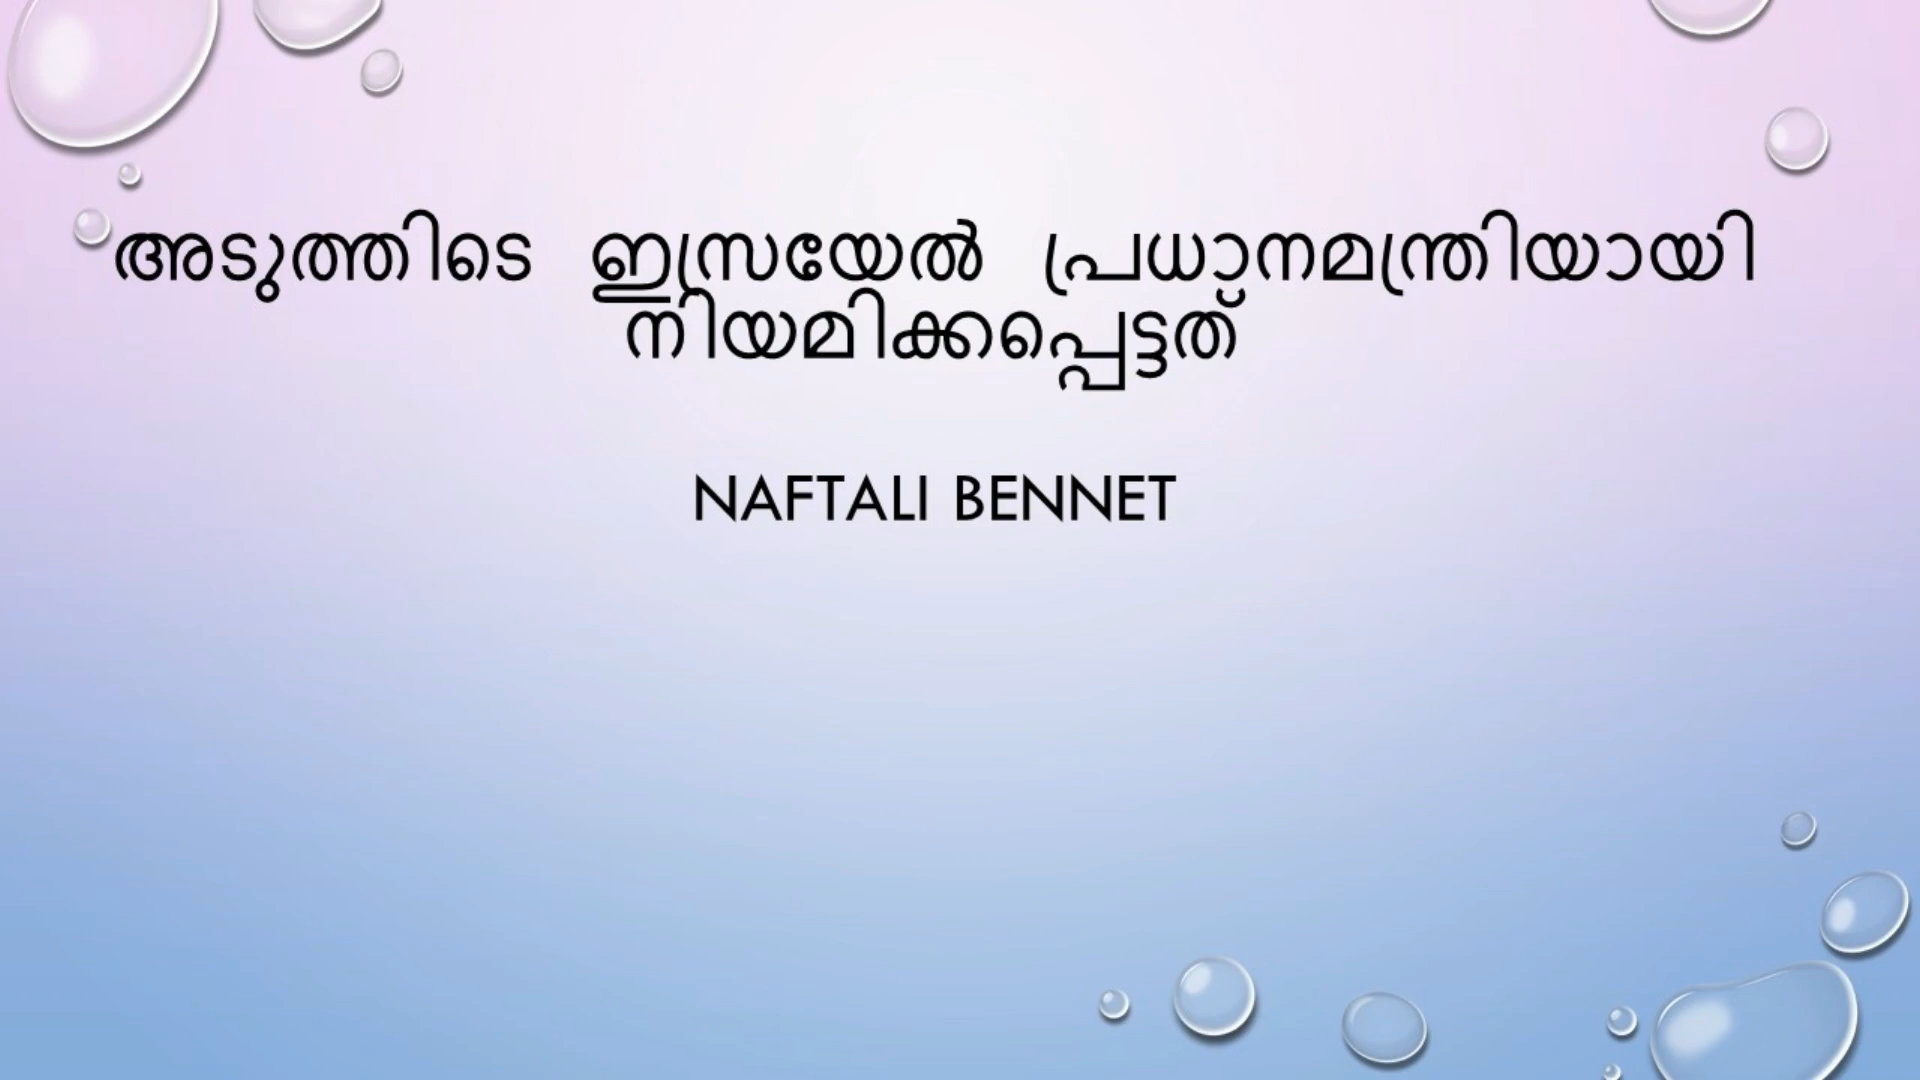 അടുത്തിടെ ഇസ്രയേൽ പ്രധാനമന്ത്രിയായി
നിയമിക്കപ്പെട്ടത്
NAFTALI BENNET